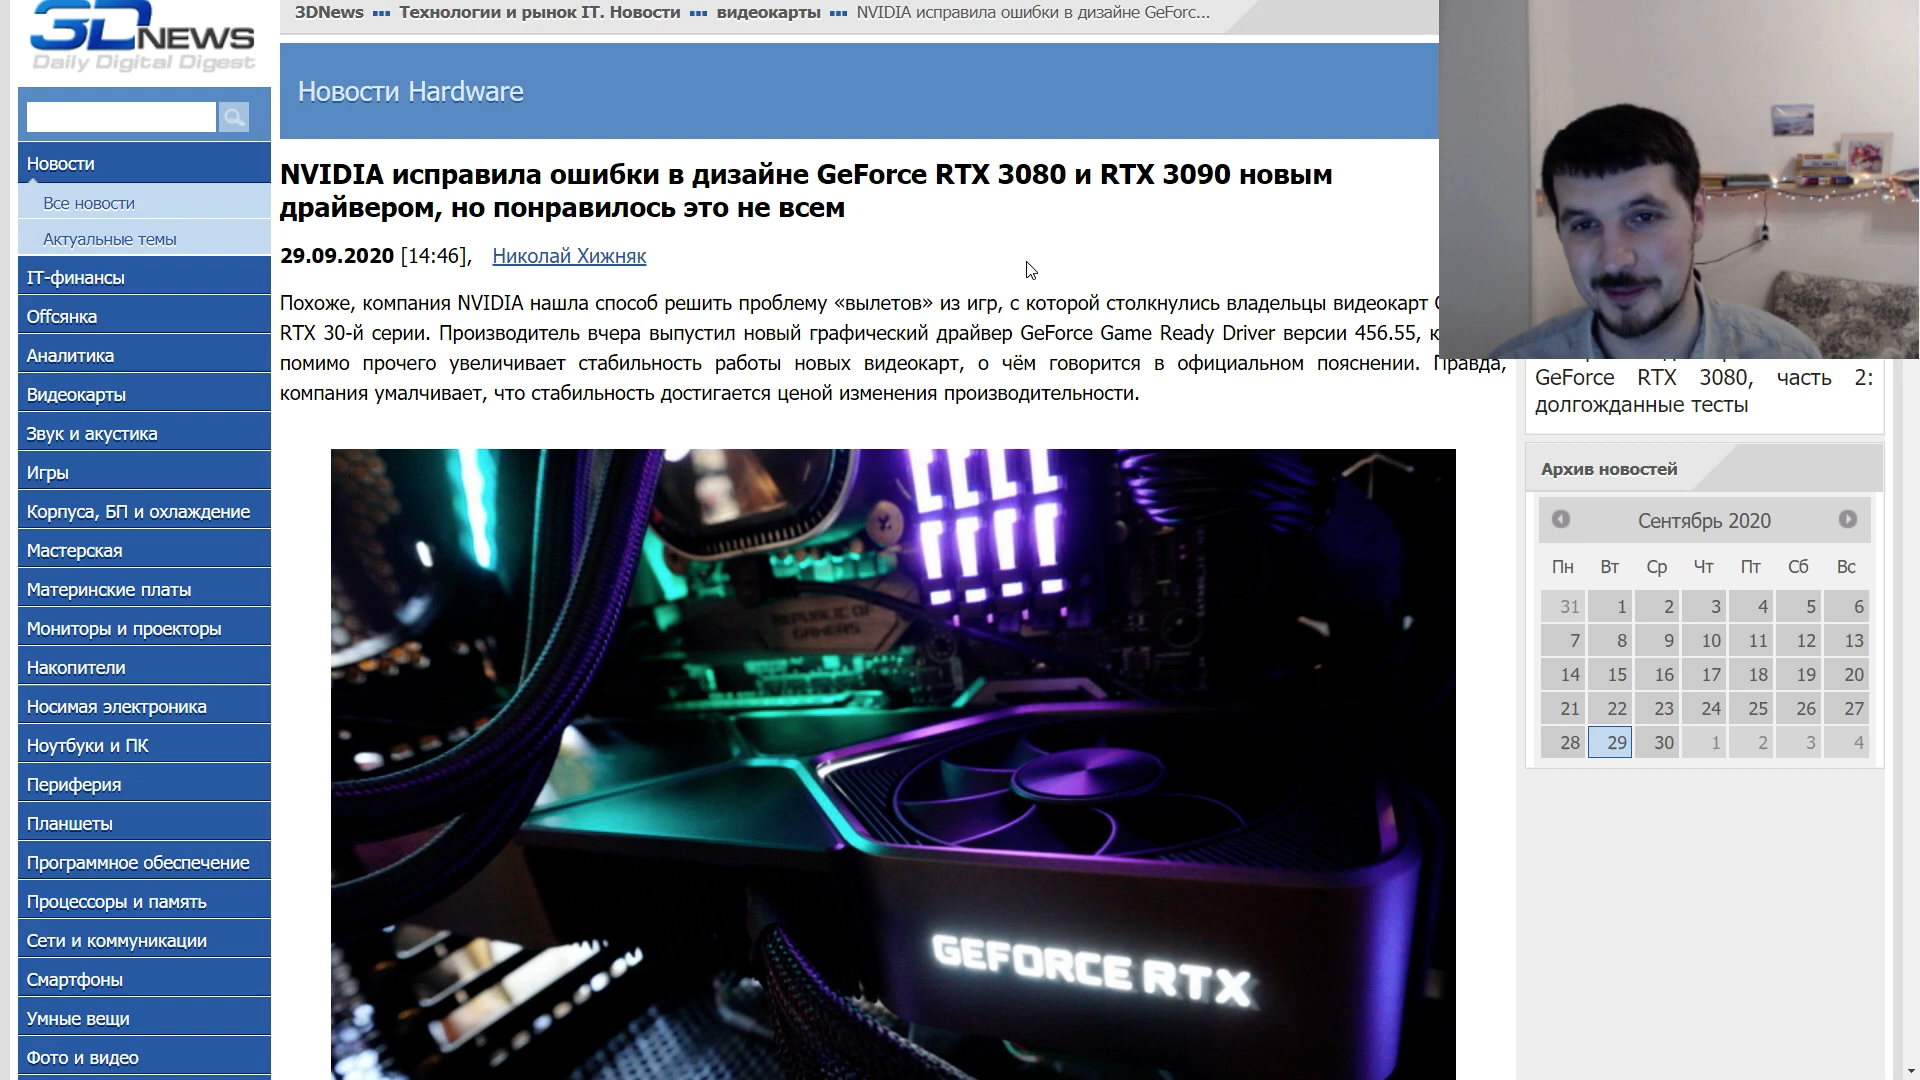 3DNEWS
Daily Digital Digest
3DNews Технологии и рынок IT. Новости видеокарты NVIDIA исправила ошибки в дизайне GeForc...
Новости Hardware
Новости
Все новости
Актуальные темы
IT-финансы
Offсянка
Аналитика
Видеокарты
Звук и акустика
Игры
Корпуса, БП и охлаждение
Мастерская
Материнские платы
Мониторы и проекторы
Накопители
Носимая электроника
Ноутбуки и ПК
Периферия
Планшеты
Программное обеспечение
Процессоры и память
Сети и коммуникации
Смартфоны
Умные вещи
Фото и видео
NVIDIA исправила ошибки в дизайне GeForce RTX 3080 и RTX 3090 новым
драйвером, но понравилось это не всем
29.09.2020 [14:46], Николай Хижняк
Похоже, компания NVIDIA нашла способ решить проблему «вылетов» из игр, с которой столкнулись владельцы видеокарт
RTX 30-й серии. Производитель вчера выпустил новый графический драйвер GeForce Game Ready Driver версии 456.55,
помимо прочего увеличивает стабильность работы новых видеокарт, о чём говорится в официальном пояснении. Правда,
компания умалчивает, что стабильность достигается ценой изменения производительности.
REPUBLIC OF
GAMERS
GEFORCE RTX
GeForce RTX 3080, часть 2:
долгожданные тесты
Архив новостей
Сентябрь 2020
Пн Вт Ср Чт Пт Сб Вс
31 1 2 3 4 5 6
7 8 9 10 11 12 13
14 15 16 17 18 19 20
21 22 23 24 25 26 27
28 29 30 1 2 3 4